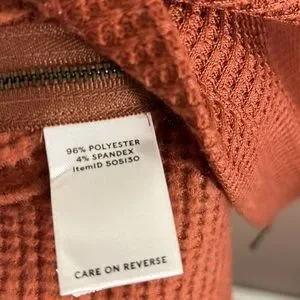 96% POLYESTER
4% SPANDEX
ItemID 505130
CARE ON REVERSE